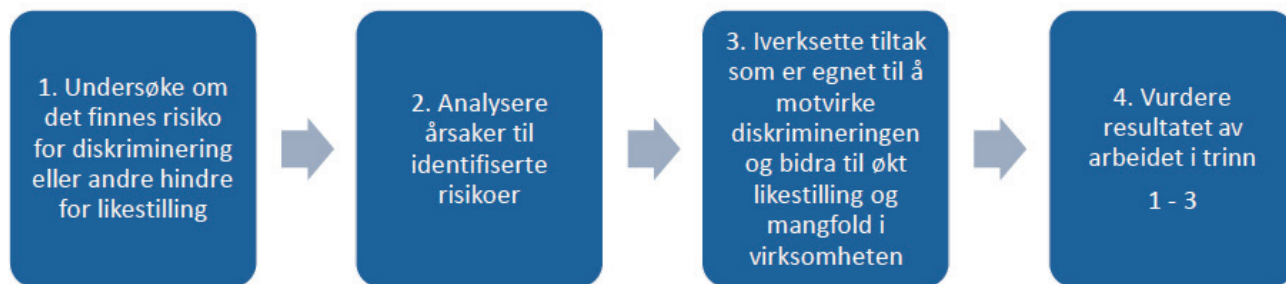 1. Undersøke om
det finnes risiko
for diskriminering
eller andre hindre
for likestilling
2. Analysere
årsaker til
identifiserte
risikoer
3. Iverksette tiltak
som er egnet til å
motvirke
diskrimineringen
og bidra til økt
likestilling og
mangfold i
virksomheten
4. Vurdere
resultatet av
arbeidet i trinn
1 - 3